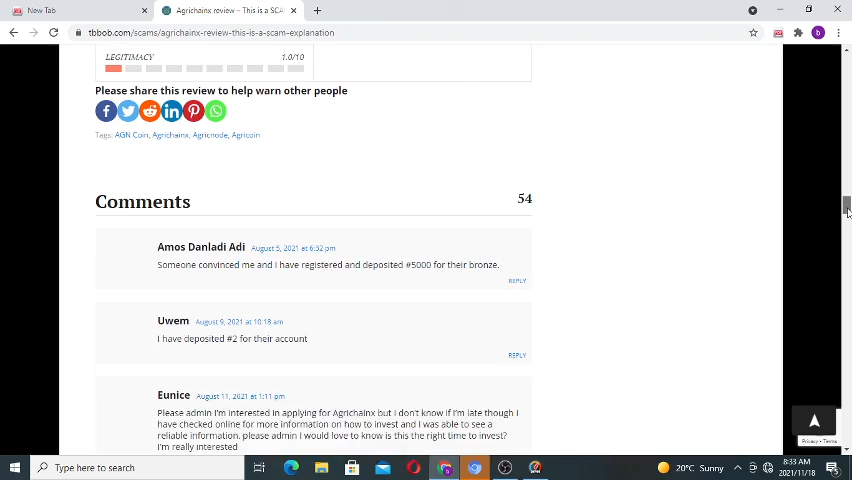 New Tab
Agrichainx review – This is a SCA
tbbob.com/scams/agrichainx-review-this-is-a-scam-explanation
b
LEGITIMACY 1.0/10
Please share this review to help warn other people
Tags: AGN Coin, Agrichainx, Agricnode, Agricoin
Comments 54
Amos Danladi Adi August 5, 2021 at 6:32 pm
Someone convinced me and I have registered and deposited #5000 for their bronze.
REPLY
Uwem August 9, 2021 at 10:18 am
I have deposited #2 for their account
REPLY
Eunice August 11, 2021 at 1:11 pm
Please admin I'm interested in applying for Agrichainx but I don't know if I'm late though I
have checked online for more information on how to invest and I was able to see a
reliable information. please admin I would love to know is this the right time to invest?
I'm really interested
Privacy • Terms
Type here to search
20°C Sunny
8:33 AM
2021/11/18
5